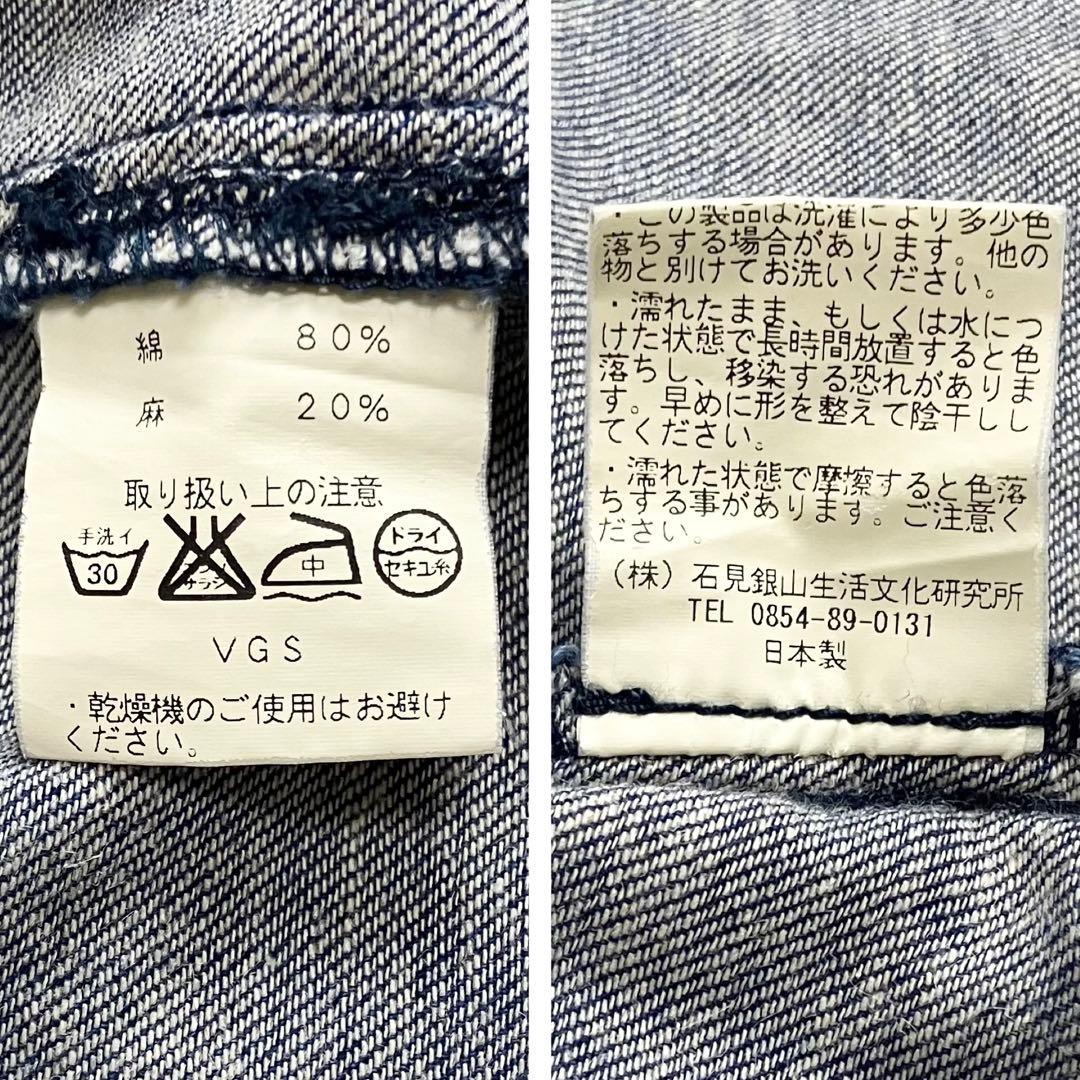 綿 80%
麻 20%
取り扱い上の注意
手洗イ
30
サラシ
中
ドライ
セキユ系
VGS
・乾燥機のご使用はお避け
ください。
・この製品は洗濯により多少色
落ちする場合があります。他の
物と別けてお洗いください。
・濡れたまま、もしくは水につ
けた状態で長時間放置すると色
落ちし、移染する恐れがありま
す。早めに形を整えて陰干しし
てください。
・濡れた状態で摩擦すると色落
ちする事があります。ご注意く
ださい。
(株)石見銀山生活文化研究所
TEL 0854-89-0131
日本製